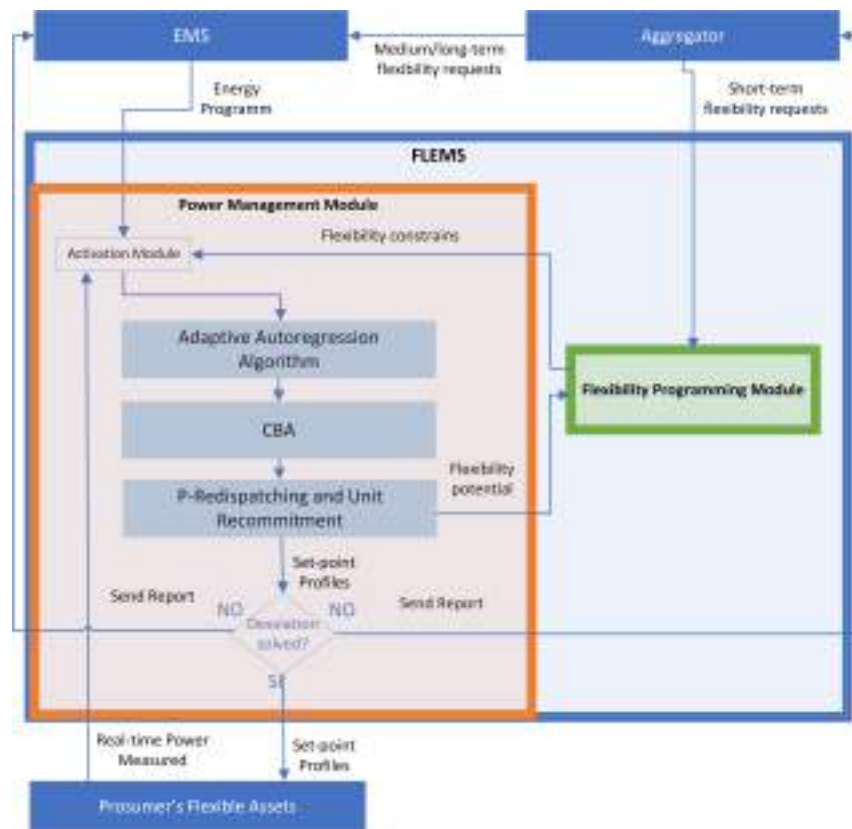 EMS
Aggregator
Medium/long-term
flexibility requests
Energy
Programm
Short-term
flexibility requests
FLEMS
Power Management Module
Flexibility constrains
Activation Module
Adaptive Autoregression
Algorithm
Flexibility Programming Module
CBA
Flexibility
potential
P-Redispatching and Unit
Recommitment
Set-point
Profiles
Send Report
NO
NO
Send Report
Deviation
solved?
SI
Real-time Power
Measured
Set-point
Profiles
Prosumer's Flexible Assets